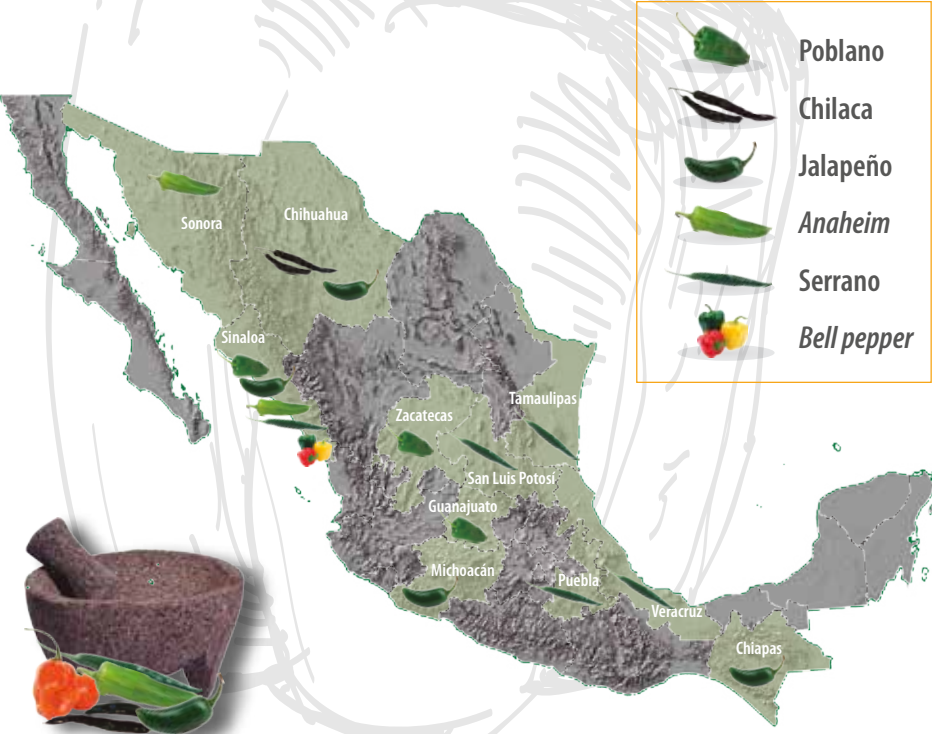 Poblano
Chilaca
Jalapeño
Anaheim
Serrano
Bell pepper
Sonora
Chihuahua
Sinaloa
Zacatecas
Tamaulipas
San Luis Potosí
Guanajuato
Michoacán
Puebla
Veracruz
Chiapas